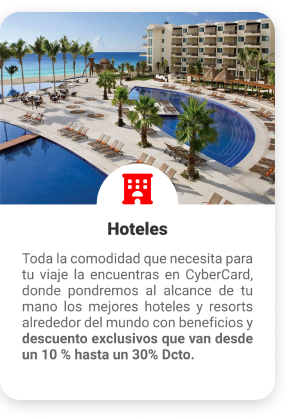 Hoteles
Toda la comodidad que necesita para
tu viaje la encuentras en CyberCard,
donde pondremos al alcance de tu
mano los mejores hoteles y resorts
alrededor del mundo con beneficios y
descuento exclusivos que van desde
un 10 % hasta un 30% Dcto.